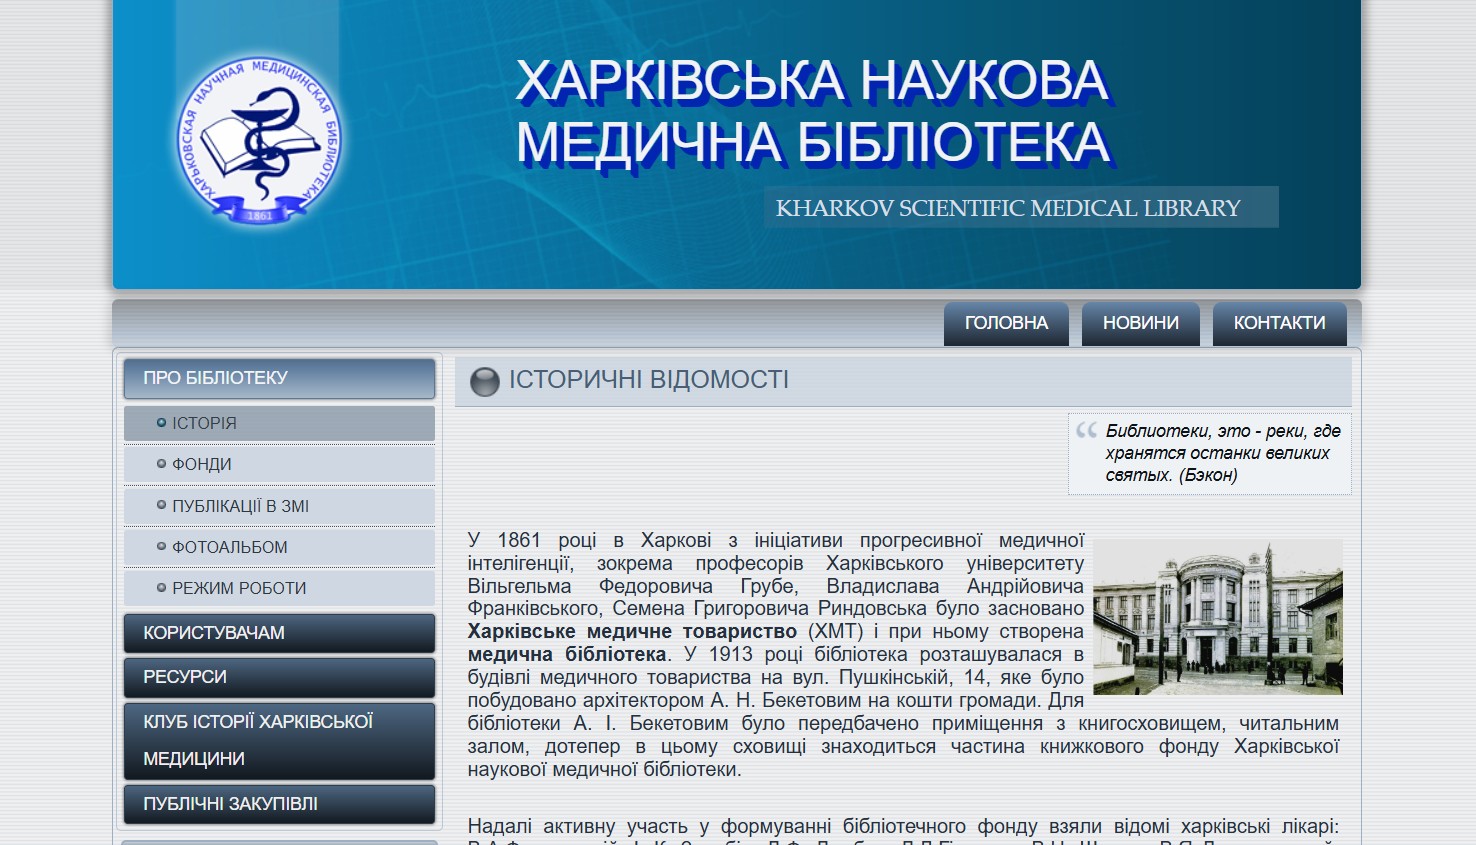 ХАРЬКОВСКАЯ НАУЧНАЯ МЕДИЦИНСКАЯ БИБЛИОТЕКА
1861
ХАРКІВСЬКА НАУКОВА
МЕДИЧНА БІБЛІОТЕКА
KHARKOV SCIENTIFIC MEDICAL LIBRARY
ГОЛОВНА
НОВИНИ
КОНТАКТИ
ПРО БІБЛІОТЕКУ
ІСТОРІЯ
ФОНДИ
ПУБЛІКАЦІЇ В ЗМІ
ФОТОАЛЬБОМ
РЕЖИМ РОБОТИ
КОРИСТУВАЧАМ
РЕСУРСИ
КЛУБ ІСТОРІЇ ХАРКІВСЬКОЇ
МЕДИЦИНИ
ПУБЛІЧНІ ЗАКУПІВЛІ
ІСТОРИЧНІ ВІДОМОСТІ
Библиотеки, это - реки, где
хранятся останки великих
святых. (Бэкон)
У 1861 році в Харкові з ініціативи прогресивної медичної
інтелігенції, зокрема професорів Харківського університету
Вільгельма Федоровича Грубе, Владислава Андрійовича
Франківського, Семена Григоровича Риндовська було засновано
Харківське медичне товариство (ХМТ) і при ньому створена
медична бібліотека. У 1913 році бібліотека розташувалася в
будівлі медичного товариства на вул. Пушкінській, 14, яке було
побудовано архітектором А. Н. Бекетовим на кошти громади. Для
бібліотеки А. І. Бекетовим було передбачено приміщення з книгосховищем, читальним
залом, дотепер в цьому сховищі знаходиться частина книжкового фонду Харківської
наукової медичної бібліотеки.
Надалі активну участь у формуванні бібліотечного фонду взяли відомі харківські лікарі: